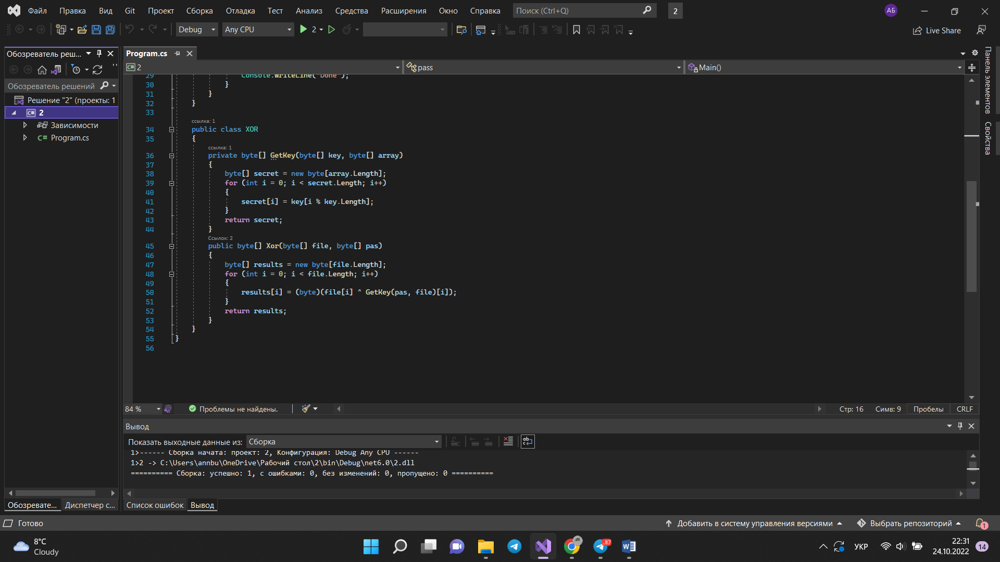 Файл Правка Вид Git Проект Сборка Отладка Тест Анализ Средства Расширения Окно Справка Поиск (Ctrl+Q) 2 АБ
Debug Any CPU 2 Live Share
Обозреватель реш...
Обозреватель решений
Решение "2" (проекты: 1
C# 2
Зависимости
C# Program.cs
Program.cs
C# 2 pass Main()
29 Console.WriteLine("Done");
30 }
31 }
32 }
33
ссылка: 1
34 public class XOR
35 {
ссылка: 1
36 private byte[] GetKey(byte[] key, byte[] array)
37 {
38 byte[] secret = new byte[array.Length];
39 for (int i = 0; i < secret.Length; i++)
40 {
41 secret[i] = key[i % key.Length];
42 }
43 return secret;
44 }
Ссылок: 2
45 public byte[] Xor(byte[] file, byte[] pas)
46 {
47 byte[] results = new byte[file.Length];
48 for (int i = 0; i < file.Length; i++)
49 {
50 results[i] = (byte)(file[i] ^ GetKey(pas, file)[i]);
51 }
52 return results;
53 }
54 }
55 }
56
84 % Проблемы не найдены. Стр: 16 Симв: 9 Пробелы CRLF
Панель элементов
Свойства
Вывод
Показать выходные данные из: Сборка
1>------ Сборка начата: проект: 2, Конфигурация: Debug Any CPU ------
1>2 -> C:\Users\annbu\OneDrive\Рабочий стол\2\bin\Debug\net6.0\2.dll
========== Сборка: успешно: 1, с ошибками: 0, без изменений: 0, пропущено: 0 ==========
Обозревате... Диспетчер с... Список ошибок Вывод
Готово Добавить в систему управления версиями Выбрать репозиторий 1
8°C
Cloudy
87
УКР
22:31
24.10.2022
14